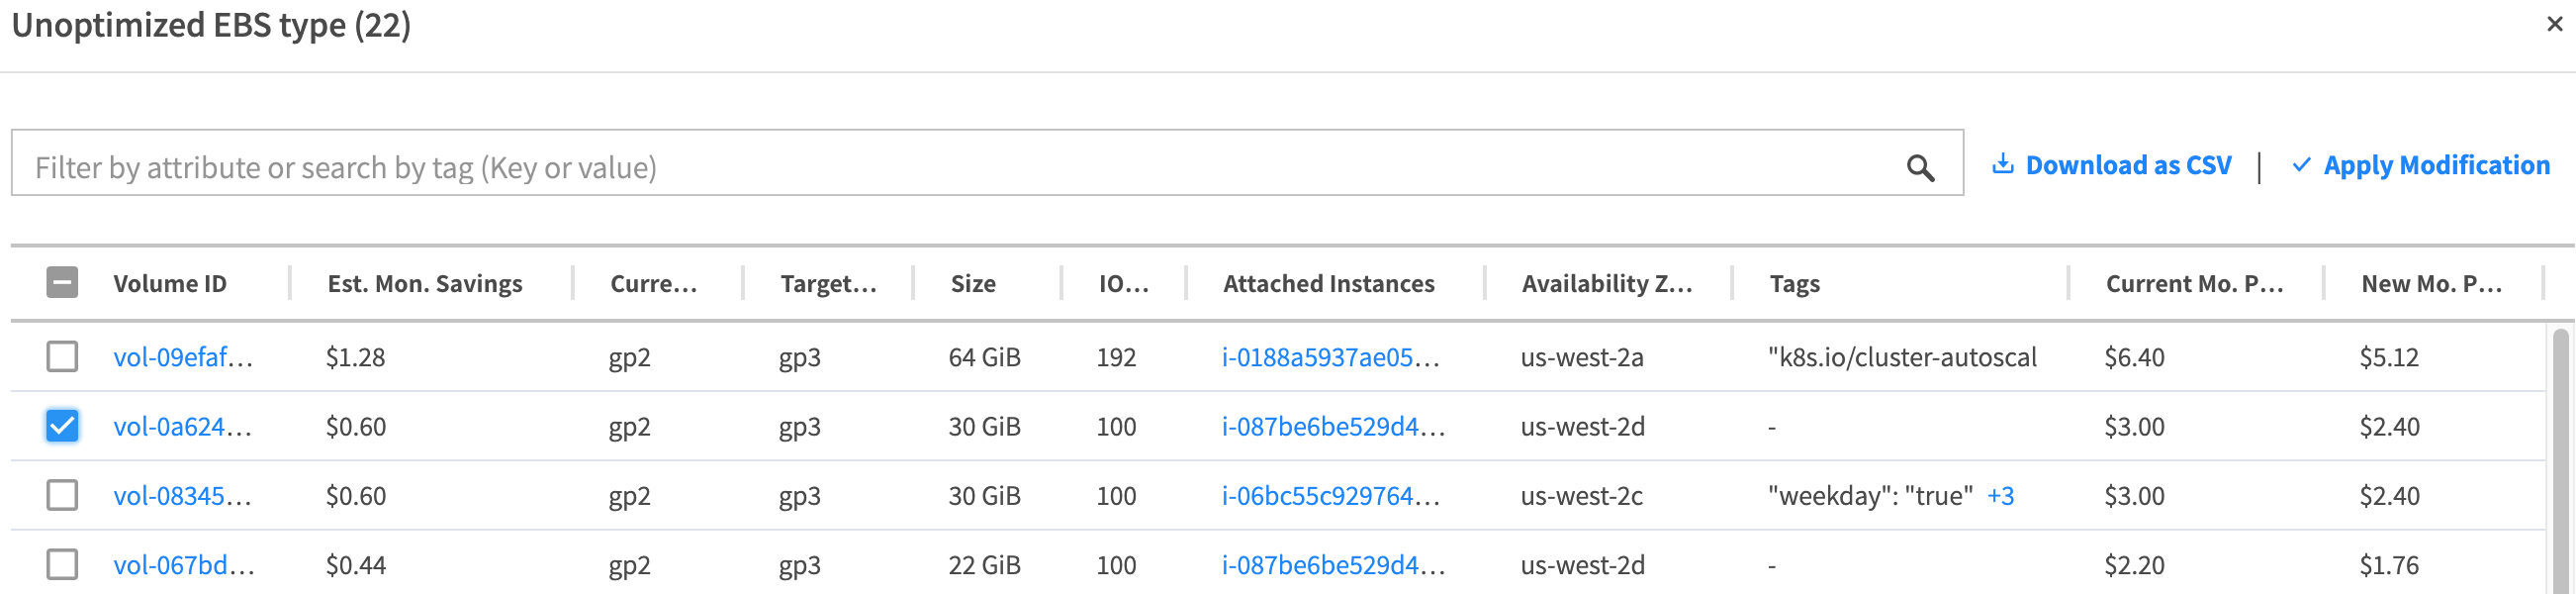 Unoptimized EBS type (22)
Filter by attribute or search by tag (Key or value)
Download as CSV | Apply Modification
Volume ID Est. Mon. Savings Curre... Target... Size IO... Attached Instances Availability Z... Tags Current Mo. P... New Mo. P...
vol-09efaf... $1.28 gp2 gp3 64 GiB 192 i-0188a5937ae05... us-west-2a "k8s.io/cluster-autoscal $6.40 $5.12
vol-0a624... $0.60 gp2 gp3 30 GiB 100 i-087be6be529d4... us-west-2d - $3.00 $2.40
vol-08345... $0.60 gp2 gp3 30 GiB 100 i-06bc55c929764... us-west-2c "weekday": "true" +3 $3.00 $2.40
vol-067bd... $0.44 gp2 gp3 22 GiB 100 i-087be6be529d4... us-west-2d - $2.20 $1.76